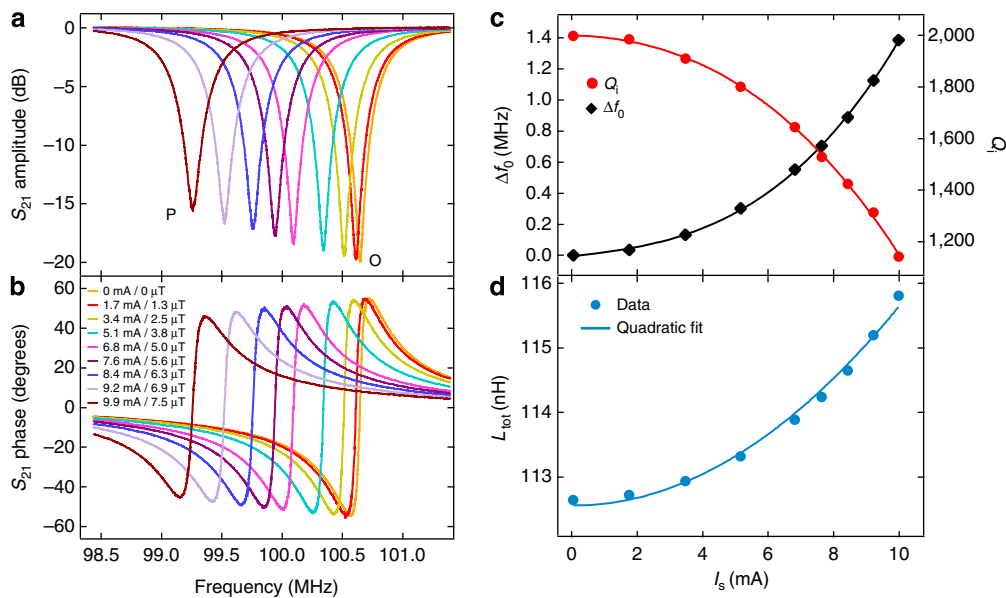 a
0
–5
–10
–15
–20
S21 amplitude (dB)
P
O
b
60
40
20
0
–20
–40
–60
S21 phase (degrees)
0 mA / 0 μT
1.7 mA / 1.3 μT
3.4 mA / 2.5 μT
5.1 mA / 3.8 μT
6.8 mA / 5.0 μT
7.6 mA / 5.6 μT
8.4 mA / 6.3 μT
9.2 mA / 6.9 μT
9.9 mA / 7.5 μT
98.5 99.0 99.5 100.0 100.5 101.0
Frequency (MHz)
c
1.4
1.2
1.0
0.8
0.6
0.4
0.2
0.0
Δf0 (MHz)
Qi
Δf0
2,000
1,800
1,600
1,400
1,200
Qi
d
116
115
114
113
Ltot (nH)
Data
Quadratic fit
0 2 4 6 8 10
Is (mA)